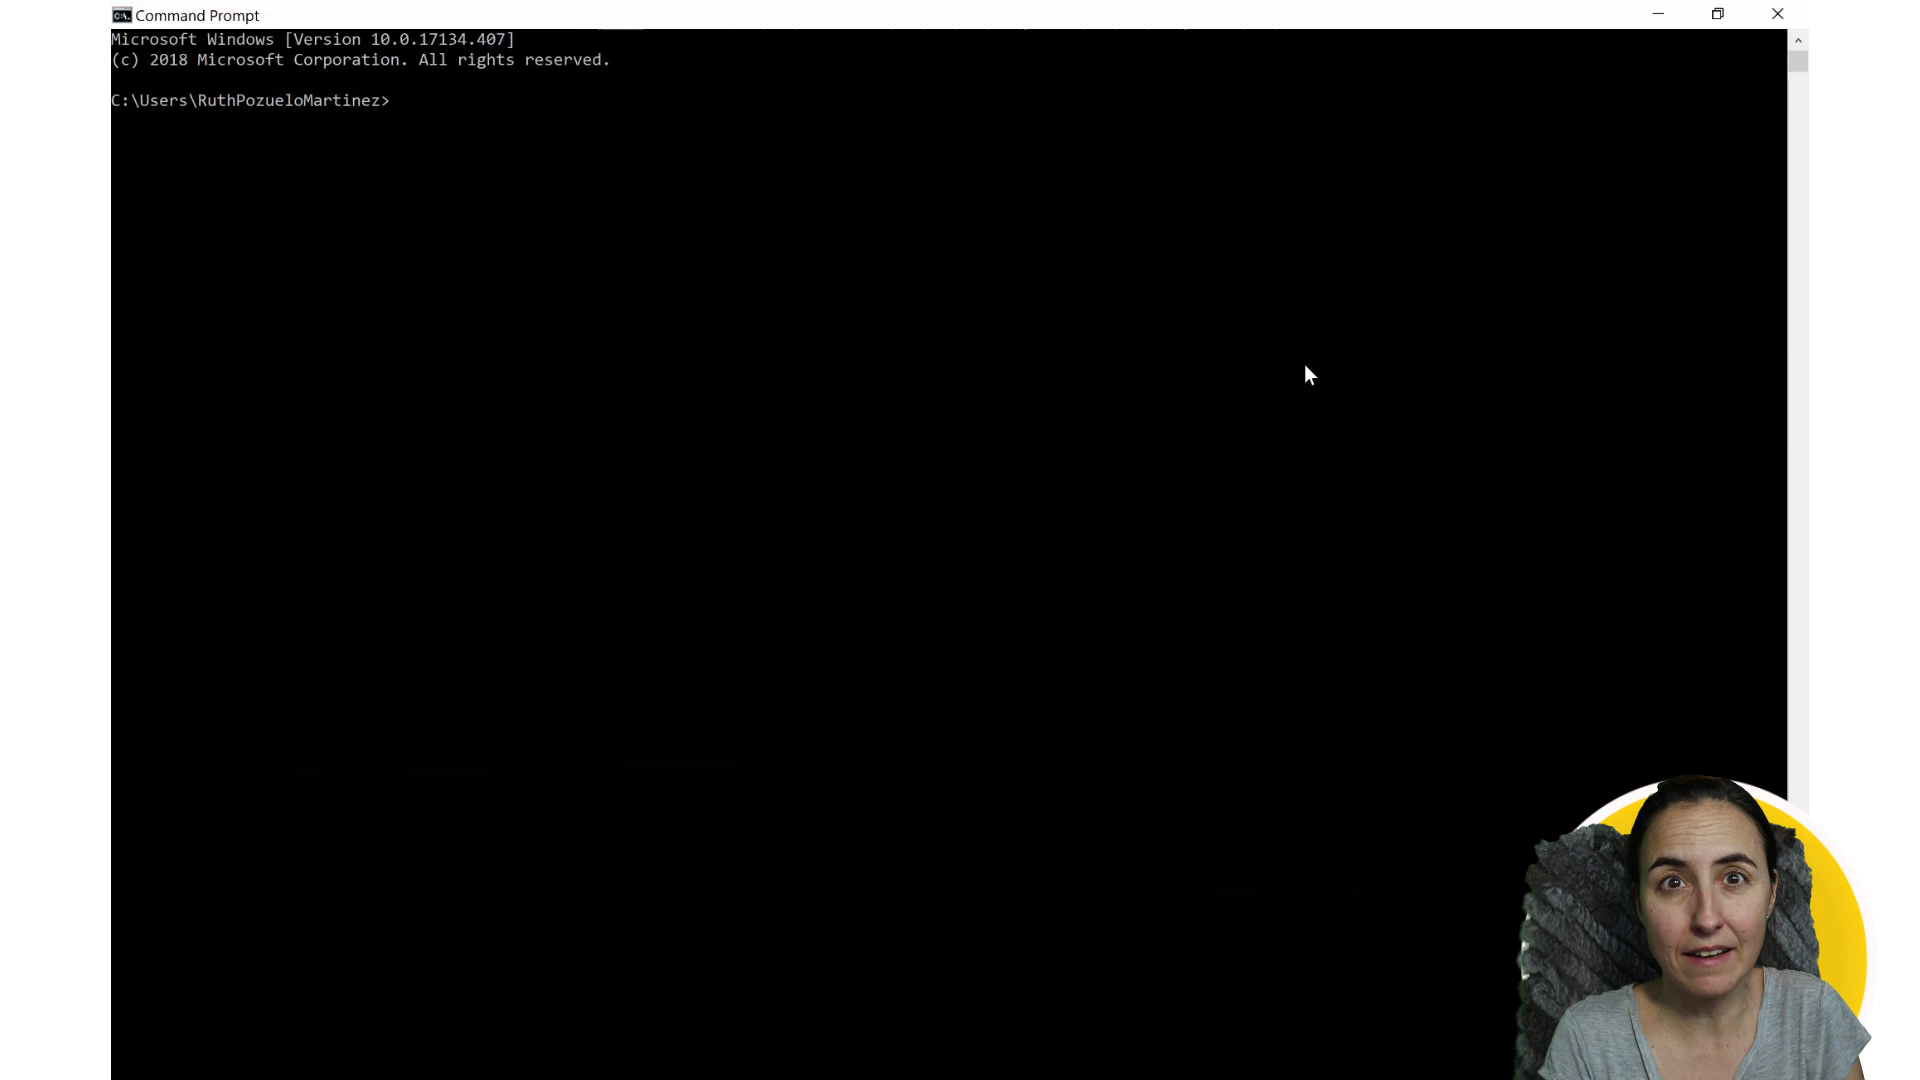 Command Prompt
Microsoft Windows [Version 10.0.17134.407]
(c) 2018 Microsoft Corporation. All rights reserved.
C:\Users\RuthPozueloMartinez>